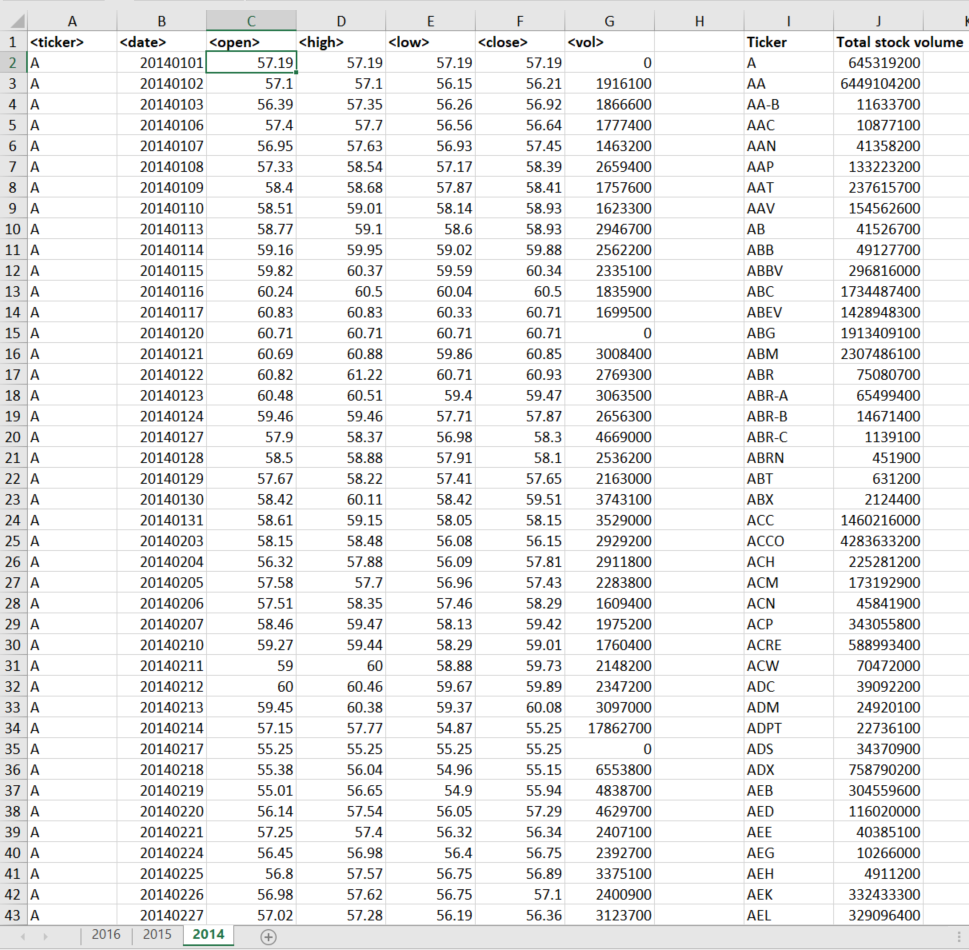 A B C D E F G H I J K
1 <ticker> <date> <open> <high> <low> <close> <vol> Ticker Total stock volume
2 A 20140101 57.19 57.19 57.19 57.19 0 A 645319200
3 A 20140102 57.1 57.1 56.15 56.21 1916100 AA 6449104200
4 A 20140103 56.39 57.35 56.26 56.92 1866600 AA-B 11633700
5 A 20140106 57.4 57.7 56.56 56.64 1777400 AAC 10877100
6 A 20140107 56.95 57.63 56.93 57.45 1463200 AAN 41358200
7 A 20140108 57.33 58.54 57.17 58.39 2659400 AAP 133223200
8 A 20140109 58.4 58.68 57.87 58.41 1757600 AAT 237615700
9 A 20140110 58.51 59.01 58.14 58.93 1623300 AAV 154562600
10 A 20140113 58.77 59.1 58.6 58.93 2946700 AB 41526700
11 A 20140114 59.16 59.95 59.02 59.88 2562200 ABB 49127700
12 A 20140115 59.82 60.37 59.59 60.34 2335100 ABBV 296816000
13 A 20140116 60.24 60.5 60.04 60.5 1835900 ABC 1734487400
14 A 20140117 60.83 60.83 60.33 60.71 1699500 ABEV 1428948300
15 A 20140120 60.71 60.71 60.71 60.71 0 ABG 1913409100
16 A 20140121 60.69 60.88 59.86 60.85 3008400 ABM 2307486100
17 A 20140122 60.82 61.22 60.71 60.93 2769300 ABR 75080700
18 A 20140123 60.48 60.51 59.4 59.47 3063500 ABR-A 65499400
19 A 20140124 59.46 59.46 57.71 57.87 2656300 ABR-B 14671400
20 A 20140127 57.9 58.37 56.98 58.3 4669000 ABR-C 1139100
21 A 20140128 58.5 58.88 57.91 58.1 2536200 ABRN 451900
22 A 20140129 57.67 58.22 57.41 57.65 2163000 ABT 631200
23 A 20140130 58.42 60.11 58.42 59.51 3743100 ABX 2124400
24 A 20140131 58.61 59.15 58.05 58.15 3529000 ACC 1460216000
25 A 20140203 58.15 58.48 56.08 56.15 2929200 ACCO 4283633200
26 A 20140204 56.32 57.88 56.09 57.81 2911800 ACH 225281200
27 A 20140205 57.58 57.7 56.96 57.43 2283800 ACM 173192900
28 A 20140206 57.51 58.35 57.46 58.29 1609400 ACN 45841900
29 A 20140207 58.46 59.47 58.13 59.42 1975200 ACP 343055800
30 A 20140210 59.27 59.44 58.29 59.01 1760400 ACRE 588993400
31 A 20140211 59 60 58.88 59.73 2148200 ACW 70472000
32 A 20140212 60 60.46 59.67 59.89 2347200 ADC 39092200
33 A 20140213 59.45 60.38 59.37 60.08 3097000 ADM 24920100
34 A 20140214 57.15 57.77 54.87 55.25 17862700 ADPT 22736100
35 A 20140217 55.25 55.25 55.25 55.25 0 ADS 34370900
36 A 20140218 55.38 56.04 54.96 55.15 6553800 ADX 758790200
37 A 20140219 55.01 56.65 54.9 55.94 4838700 AEB 304559600
38 A 20140220 56.14 57.54 56.05 57.29 4629700 AED 116020000
39 A 20140221 57.25 57.4 56.32 56.34 2407100 AEE 40385100
40 A 20140224 56.45 56.98 56.4 56.75 2392700 AEG 10266000
41 A 20140225 56.8 57.57 56.75 56.89 3375100 AEH 4911200
42 A 20140226 56.98 57.62 56.75 57.1 2400900 AEK 332433300
43 A 20140227 57.02 57.28 56.19 56.36 3123700 AEL 329096400
2016 2015 2014